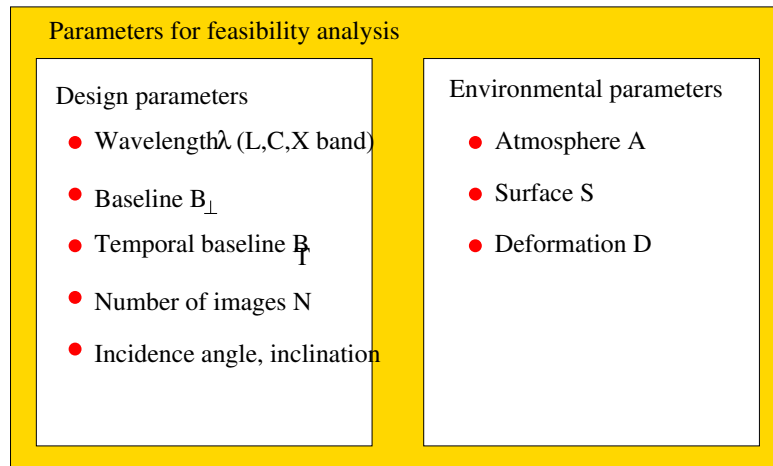 Parameters for feasibility analysis
Design parameters
Wavelength λ (L,C,X band)
Baseline B⊥
Temporal baseline B_T
Number of images N
Incidence angle, inclination
Environmental parameters
Atmosphere A
Surface S
Deformation D